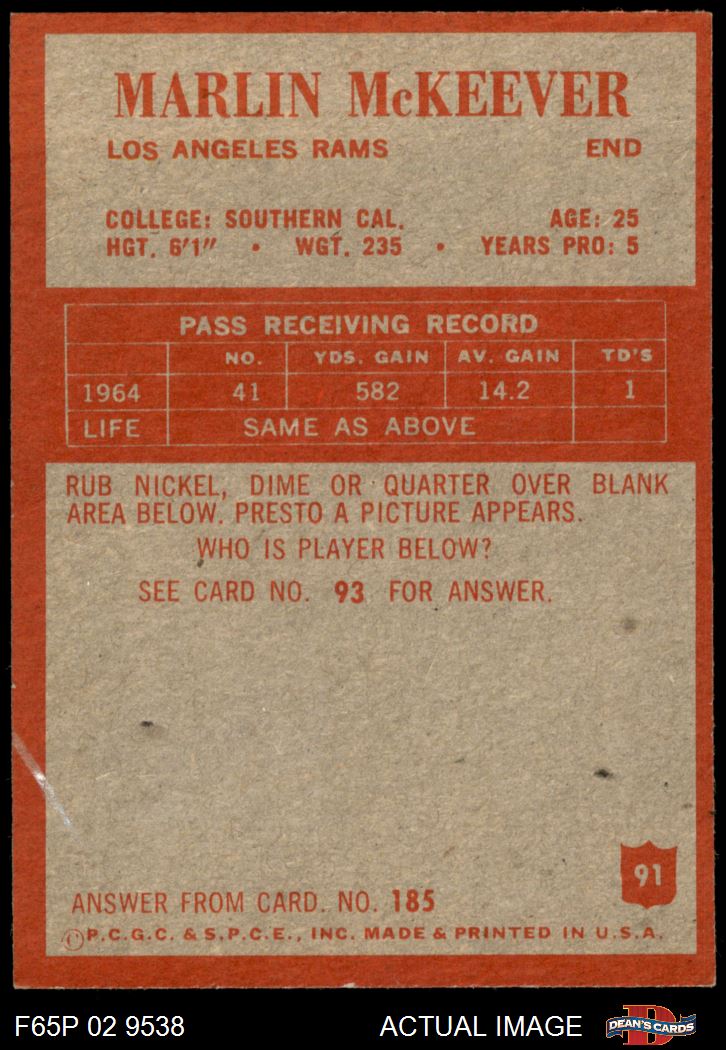 MARLIN McKEEVER
LOS ANGELES RAMS END
COLLEGE: SOUTHERN CAL. AGE: 25
HGT. 6'1" • WGT. 235 • YEARS PRO: 5
PASS RECEIVING RECORD
NO. YDS. GAIN AV. GAIN TD'S
1964 41 582 14.2 1
LIFE SAME AS ABOVE
RUB NICKEL, DIME OR QUARTER OVER BLANK
AREA BELOW. PRESTO A PICTURE APPEARS.
WHO IS PLAYER BELOW?
SEE CARD NO. 93 FOR ANSWER.
91
ANSWER FROM CARD. NO. 185
©P.C.G.C. & S.P.C.E., INC. MADE & PRINTED IN U.S.A.
F65P 02 9538 ACTUAL IMAGE D DEAN'S CARDS